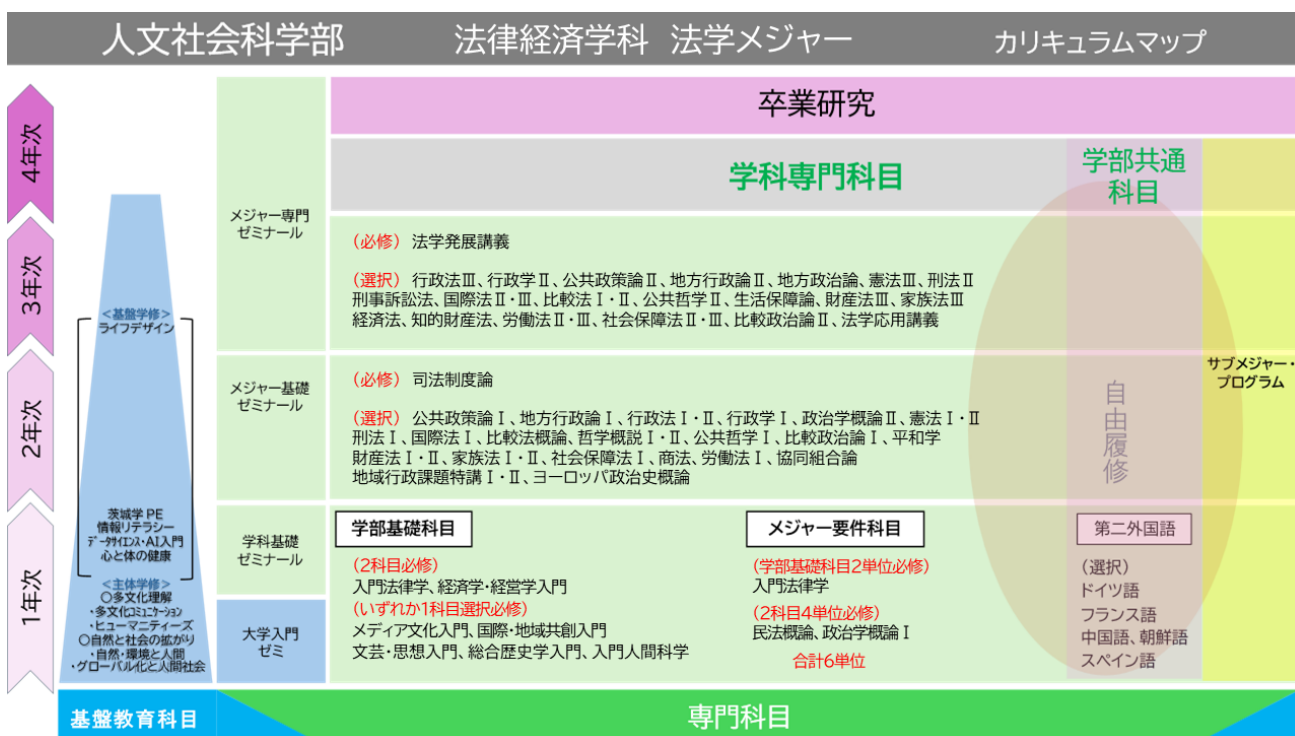 人文社会科学部 法律経済学科 法学メジャー カリキュラムマップ
4年次
3年次
2年次
1年次
<基盤学修>
ライフデザイン
茨城学 PE
情報リテラシー
データサイエンス・AI入門
心と体の健康
<主体学修>
〇多文化理解
・多文化コミュニケーション
・ヒューマニティーズ
〇自然と社会の拡がり
・自然・環境と人間
・グローバル化と人間社会
基盤教育科目
メジャー専門
ゼミナール
メジャー基礎
ゼミナール
学科基礎
ゼミナール
大学入門
ゼミ
卒業研究
学科専門科目
学部共通
科目
(必修) 法学発展講義
(選択) 行政法Ⅲ、行政学Ⅱ、公共政策論Ⅱ、地方行政論Ⅱ、地方政治論、憲法Ⅲ、刑法Ⅱ
刑事訴訟法、国際法Ⅱ・Ⅲ、比較法Ⅰ・Ⅱ、公共哲学Ⅱ、生活保障論、財産法Ⅲ、家族法Ⅲ
経済法、知的財産法、労働法Ⅱ・Ⅲ、社会保障法Ⅱ・Ⅲ、比較政治論Ⅱ、法学応用講義
(必修) 司法制度論
(選択) 公共政策論Ⅰ、地方行政論Ⅰ、行政法Ⅰ・Ⅱ、行政学Ⅰ、政治学概論Ⅱ、憲法Ⅰ・Ⅱ
刑法Ⅰ、国際法Ⅰ、比較法概論、哲学概説Ⅰ・Ⅱ、公共哲学Ⅰ、比較政治論Ⅰ、平和学
財産法Ⅰ・Ⅱ、家族法Ⅰ・Ⅱ、社会保障法Ⅰ、商法、労働法Ⅰ、協同組合論
地域行政課題特講Ⅰ・Ⅱ、ヨーロッパ政治史概論
学部基礎科目
(2科目必修)
入門法律学、経済学・経営学入門
(いずれか1科目選択必修)
メディア文化入門、国際・地域共創入門
文芸・思想入門、総合歴史学入門、入門人間科学
メジャー要件科目
(学部基礎科目2単位必修)
入門法律学
(2科目4単位必修)
民法概論、政治学概論Ⅰ
合計6単位
自由履修
第二外国語
(選択)
ドイツ語
フランス語
中国語、朝鮮語
スペイン語
サブメジャー・
プログラム
専門科目